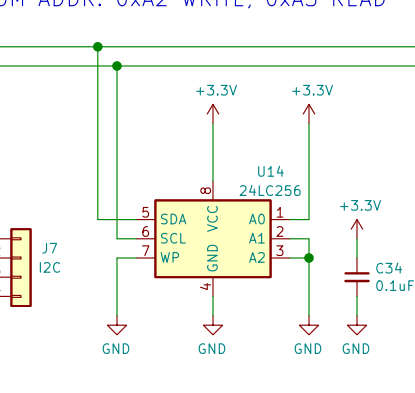 ADDR: 0xA2 WRITE, 0xA3 READ
+3.3V
+3.3V
U14
24LC256
8
VCC
5
SDA
A0
1
6
SCL
A1
2
7
WP
A2
3
GND
4
+3.3V
C34
0.1uF
J7
I2C
GND
GND
GND
GND